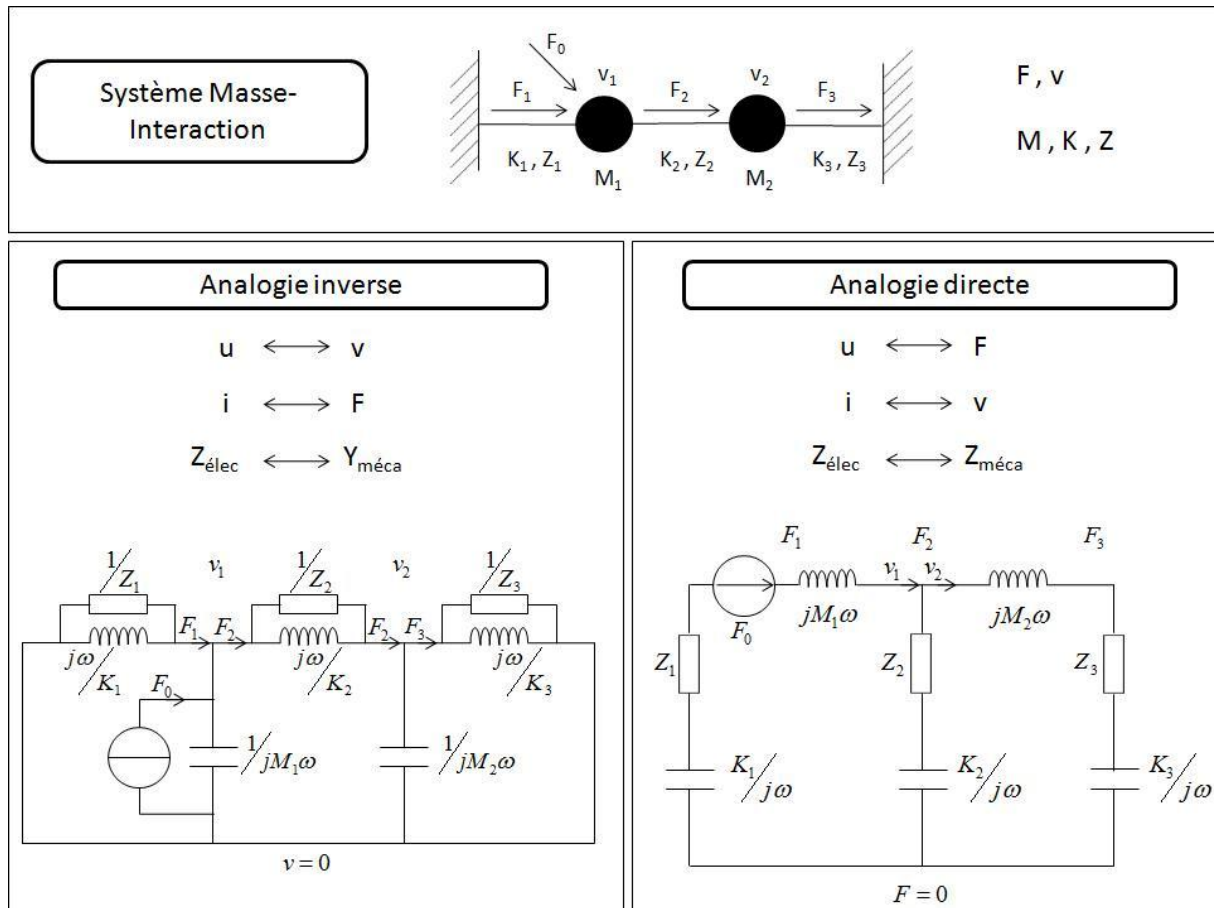 Système Masse-
Interaction
F₀
v₁
v₂
F₁
F₂
F₃
K₁ , Z₁
K₂ , Z₂
K₃ , Z₃
M₁
M₂
F , v
M , K , Z
Analogie inverse
u ⟷ v
i ⟷ F
Zélec ⟷ Yméca
1/Z₁
v₁
1/Z₂
v₂
1/Z₃
F₁
F₂
F₂
F₃
jω/K₁
jω/K₂
jω/K₃
F₀
1/jM₁ω
1/jM₂ω
v = 0
Analogie directe
u ⟷ F
i ⟷ v
Zélec ⟷ Zméca
F₁
F₂
F₃
v₁
v₂
F₀
jM₁ω
jM₂ω
Z₁
Z₂
Z₃
K₁/jω
K₂/jω
K₃/jω
F = 0